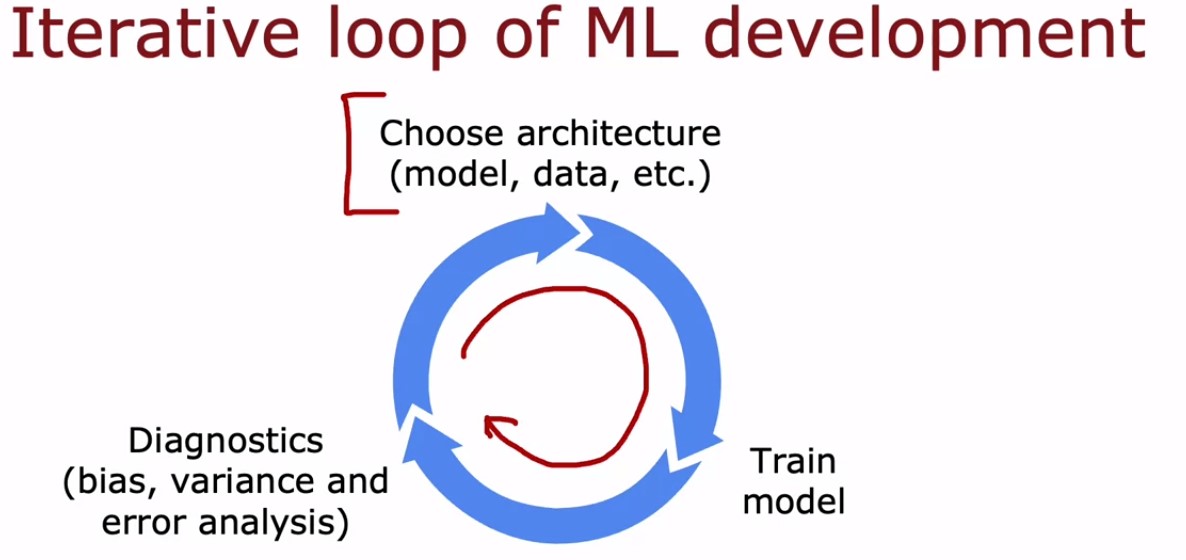 Iterative loop of ML development
Choose architecture
(model, data, etc.)
Train
model
Diagnostics
(bias, variance and
error analysis)